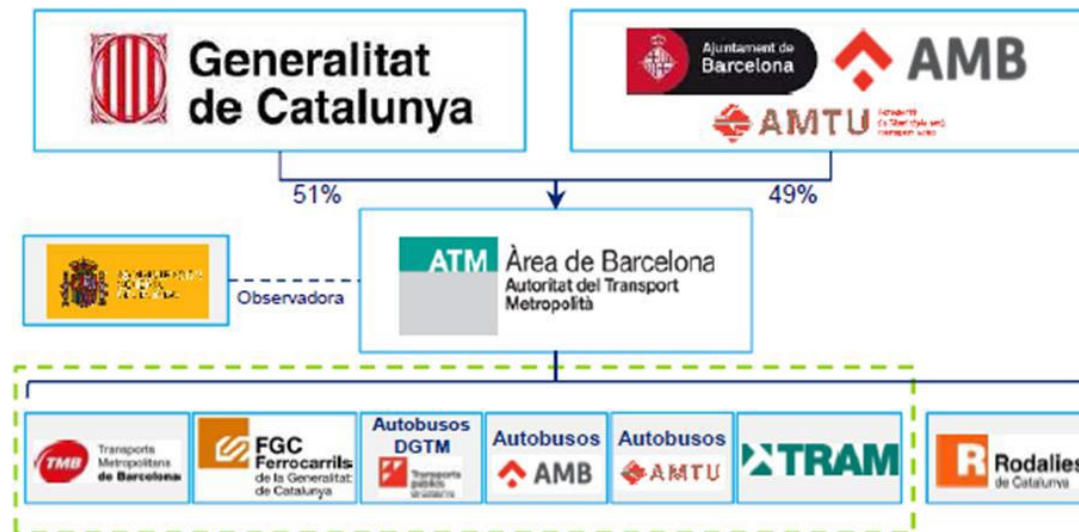 Generalitat
de Catalunya
Ajuntament de
Barcelona
AMB
AMTU
51%
49%
Observadora
ATM
Àrea de Barcelona
Autoritat del Transport
Metropolità
TMB
Transports
Metropolitans
de Barcelona
FGC
Ferrocarrils
de la Generalitat
de Catalunya
Autobusos
DGTM
Transports
públics
Autobusos
AMB
Autobusos
AMTU
TRAM
R
Rodalies
de Catalunya